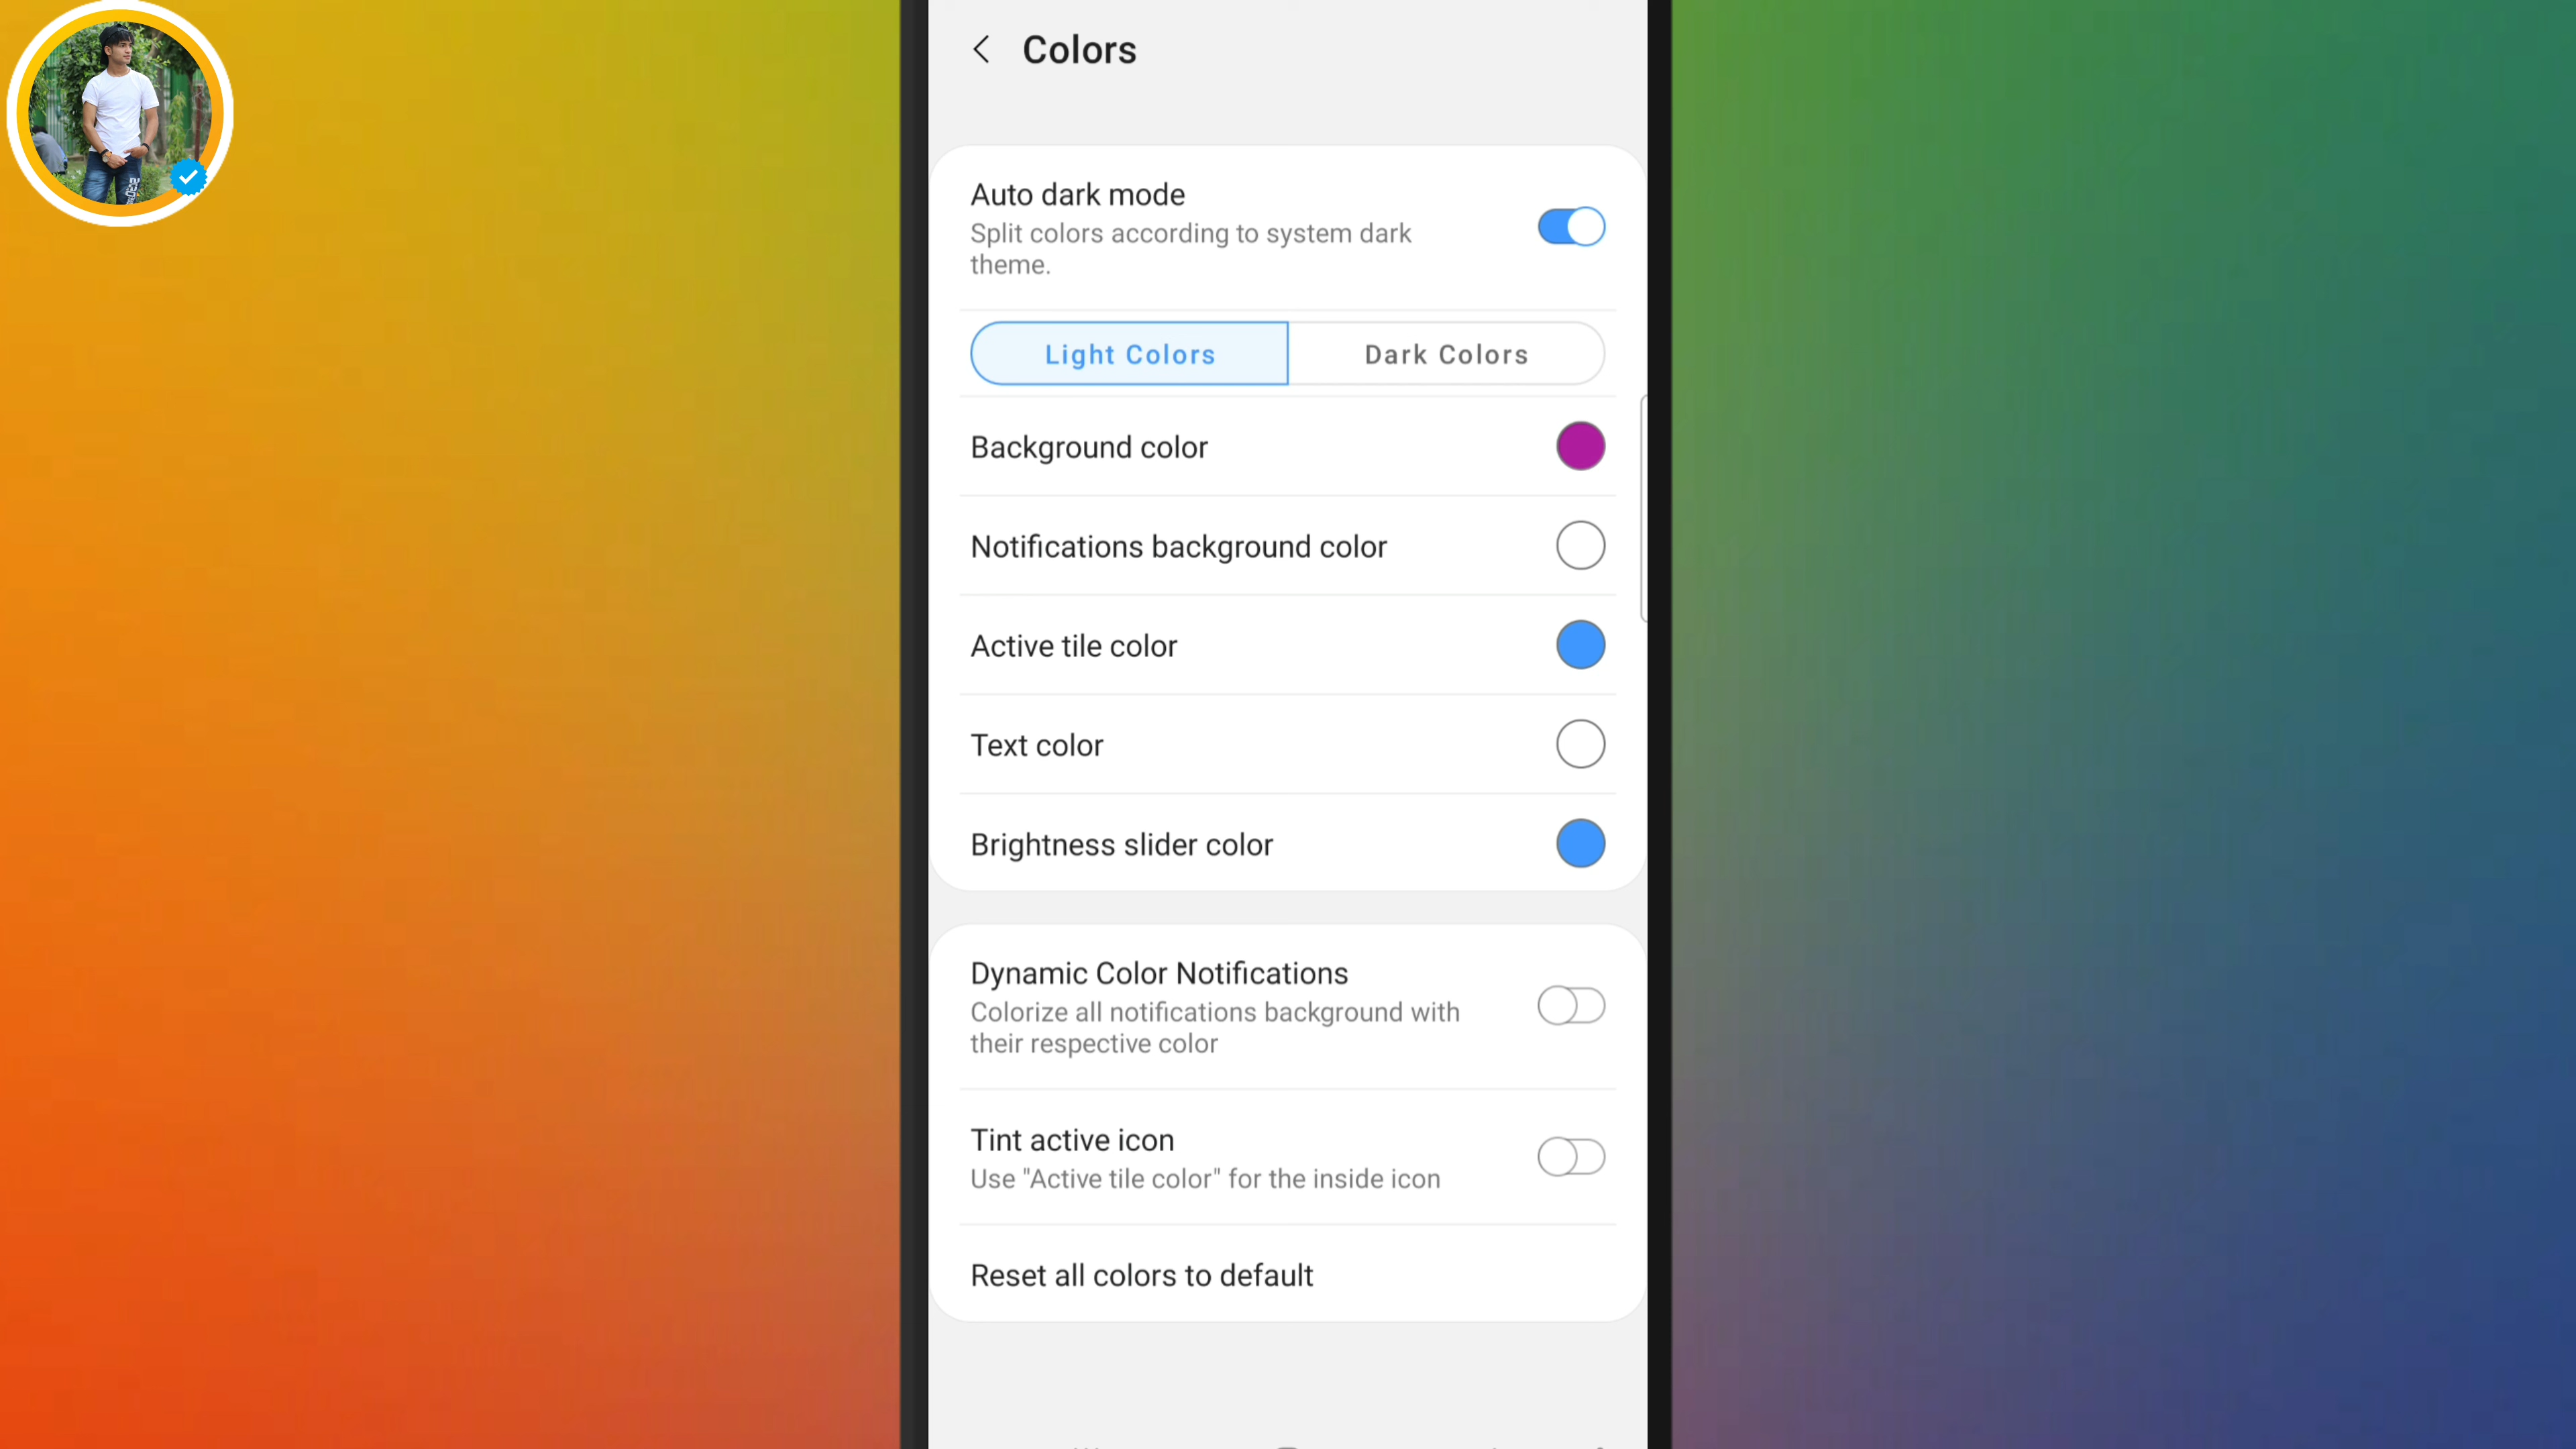 Colors
Auto dark mode
Split colors according to system dark
theme.
Light Colors
Dark Colors
Background color
Notifications background color
Active tile color
Text color
Brightness slider color
Dynamic Color Notifications
Colorize all notifications background with
their respective color
Tint active icon
Use "Active tile color" for the inside icon
Reset all colors to default